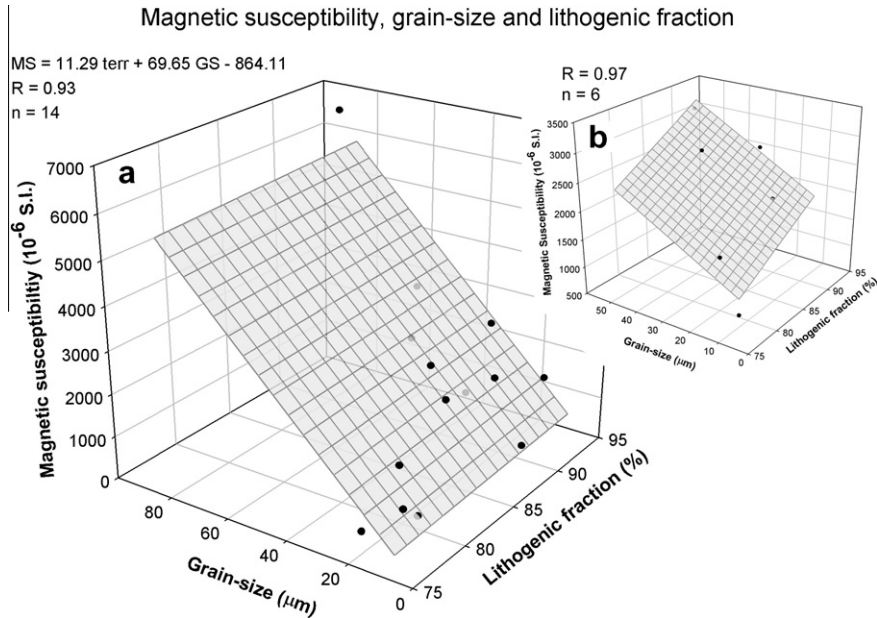 Magnetic susceptibility, grain-size and lithogenic fraction
MS = 11.29 terr + 69.65 GS - 864.11
R = 0.93
n = 14
a
7000
6000
5000
4000
3000
2000
1000
0
Magnetic susceptibiltiy (10⁻⁶ S.I.)
80
60
40
20
0
Grain-size (μm)
75
80
85
90
95
Lithogenic fraction (%)
R = 0.97
n = 6
b
3500
3000
2500
2000
1500
1000
500
Magnetic Susceptibility (10⁻⁶ S.I.)
50
40
30
20
10
0
Grain-size (μm)
75
80
85
90
95
Lithogenic fraction (%)